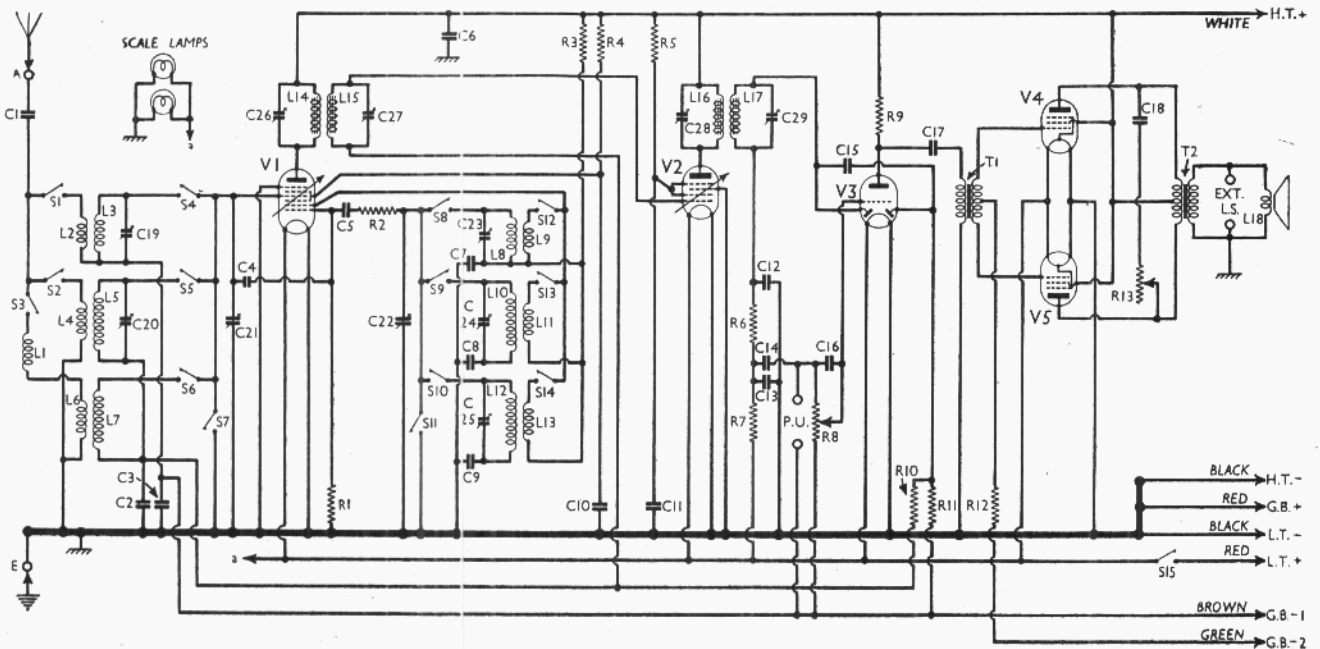 H.T.+
WHITE
SCALE LAMPS
A
C1
a
C6
R3
R4
R5
C26
L14
L15
C27
L16
L17
C28
C29
R9
C17
V4
C18
V1
V2
C15
V3
T1
T2
EXT.
L.S.
L18
S1
L3
S4
L2
C19
C5
R2
S8
C23
S12
L8
L9
C7
S2
L5
S5
C4
S9
L10
S13
C12
R13
V5
S3
L4
C20
C21
C22
C
24
L11
R6
L1
C8
C14
C16
S6
S10
L12
S14
C13
L6
L7
S7
S11
C
25
L13
R7
P.U.
R8
C9
R10
C3
C2
R1
C10
C11
R11
R12
BLACK
H.T.-
RED
G.B.+
BLACK
L.T.-
E
a
RED
L.T.+
S15
BROWN
G.B.-1
GREEN
G.B.-2